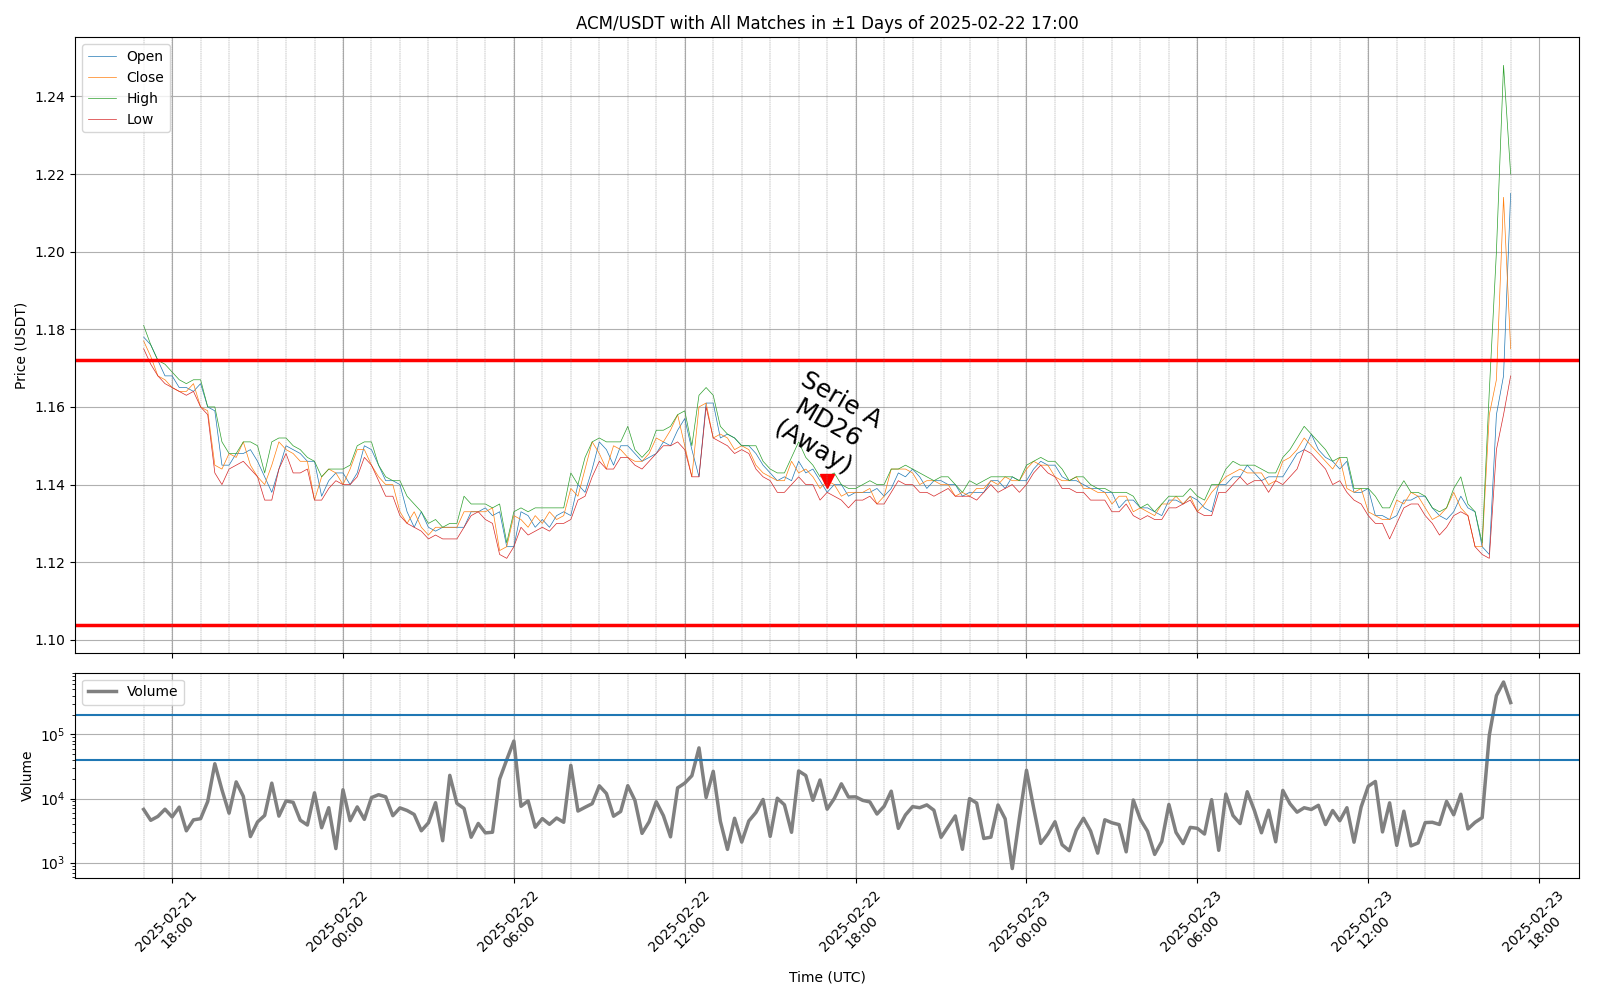 ACM/USDT with All Matches in ±1 Days of 2025-02-22 17:00
Open
Close
High
Low
1.24
1.22
1.20
1.18
1.16
1.14
1.12
1.10
Price (USDT)
Serie A
MD26
(Away)
Volume
10^5
10^4
10^3
Volume
2025-02-21
18:00
2025-02-22
00:00
2025-02-22
06:00
2025-02-22
12:00
2025-02-22
18:00
2025-02-23
00:00
2025-02-23
06:00
2025-02-23
12:00
2025-02-23
18:00
Time (UTC)